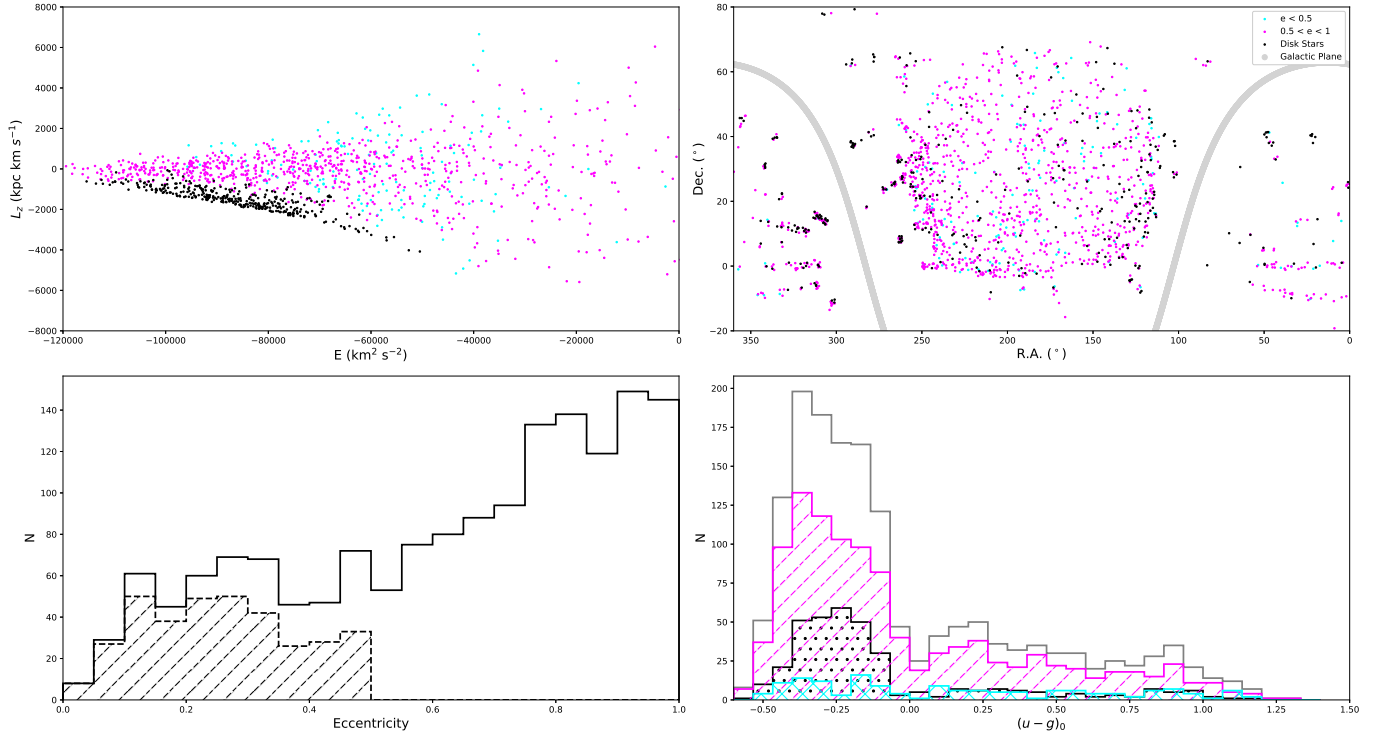 8000
6000
4000
2000
0
−2000
−4000
−6000
−8000
L_z (kpc km s⁻¹)
−120000 −100000 −80000 −60000 −40000 −20000 0
E (km² s⁻²)
80
60
40
20
0
−20
Dec. (°)
350 300 250 200 150 100 50 0
R.A. (°)
e < 0.5
0.5 < e < 1
Disk Stars
Galactic Plane
140
120
100
80
60
40
20
0
N
0.0 0.2 0.4 0.6 0.8 1.0
Eccentricity
200
175
150
125
100
75
50
25
0
N
−0.50 −0.25 0.00 0.25 0.50 0.75 1.00 1.25 1.50
(u − g)₀